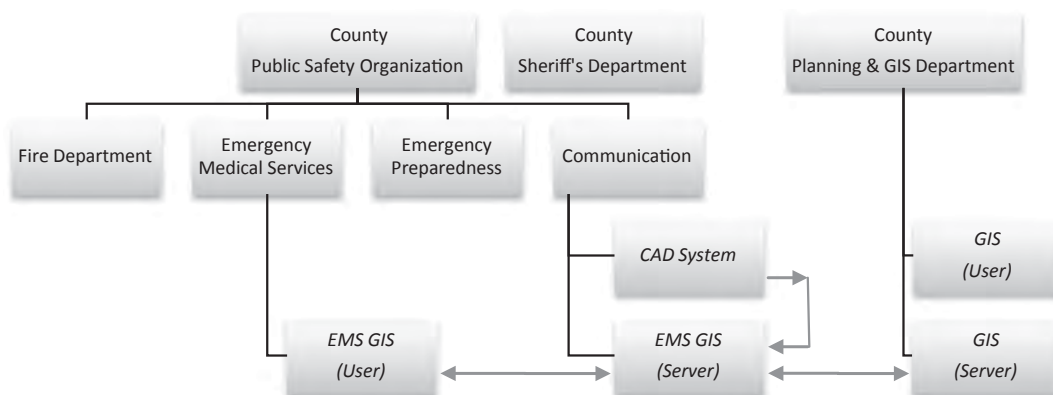 County
Public Safety Organization
County
Sheriff's Department
County
Planning & GIS Department
Fire Department
Emergency
Medical Services
Emergency
Preparedness
Communication
CAD System
GIS
(User)
EMS GIS
(User)
EMS GIS
(Server)
GIS
(Server)